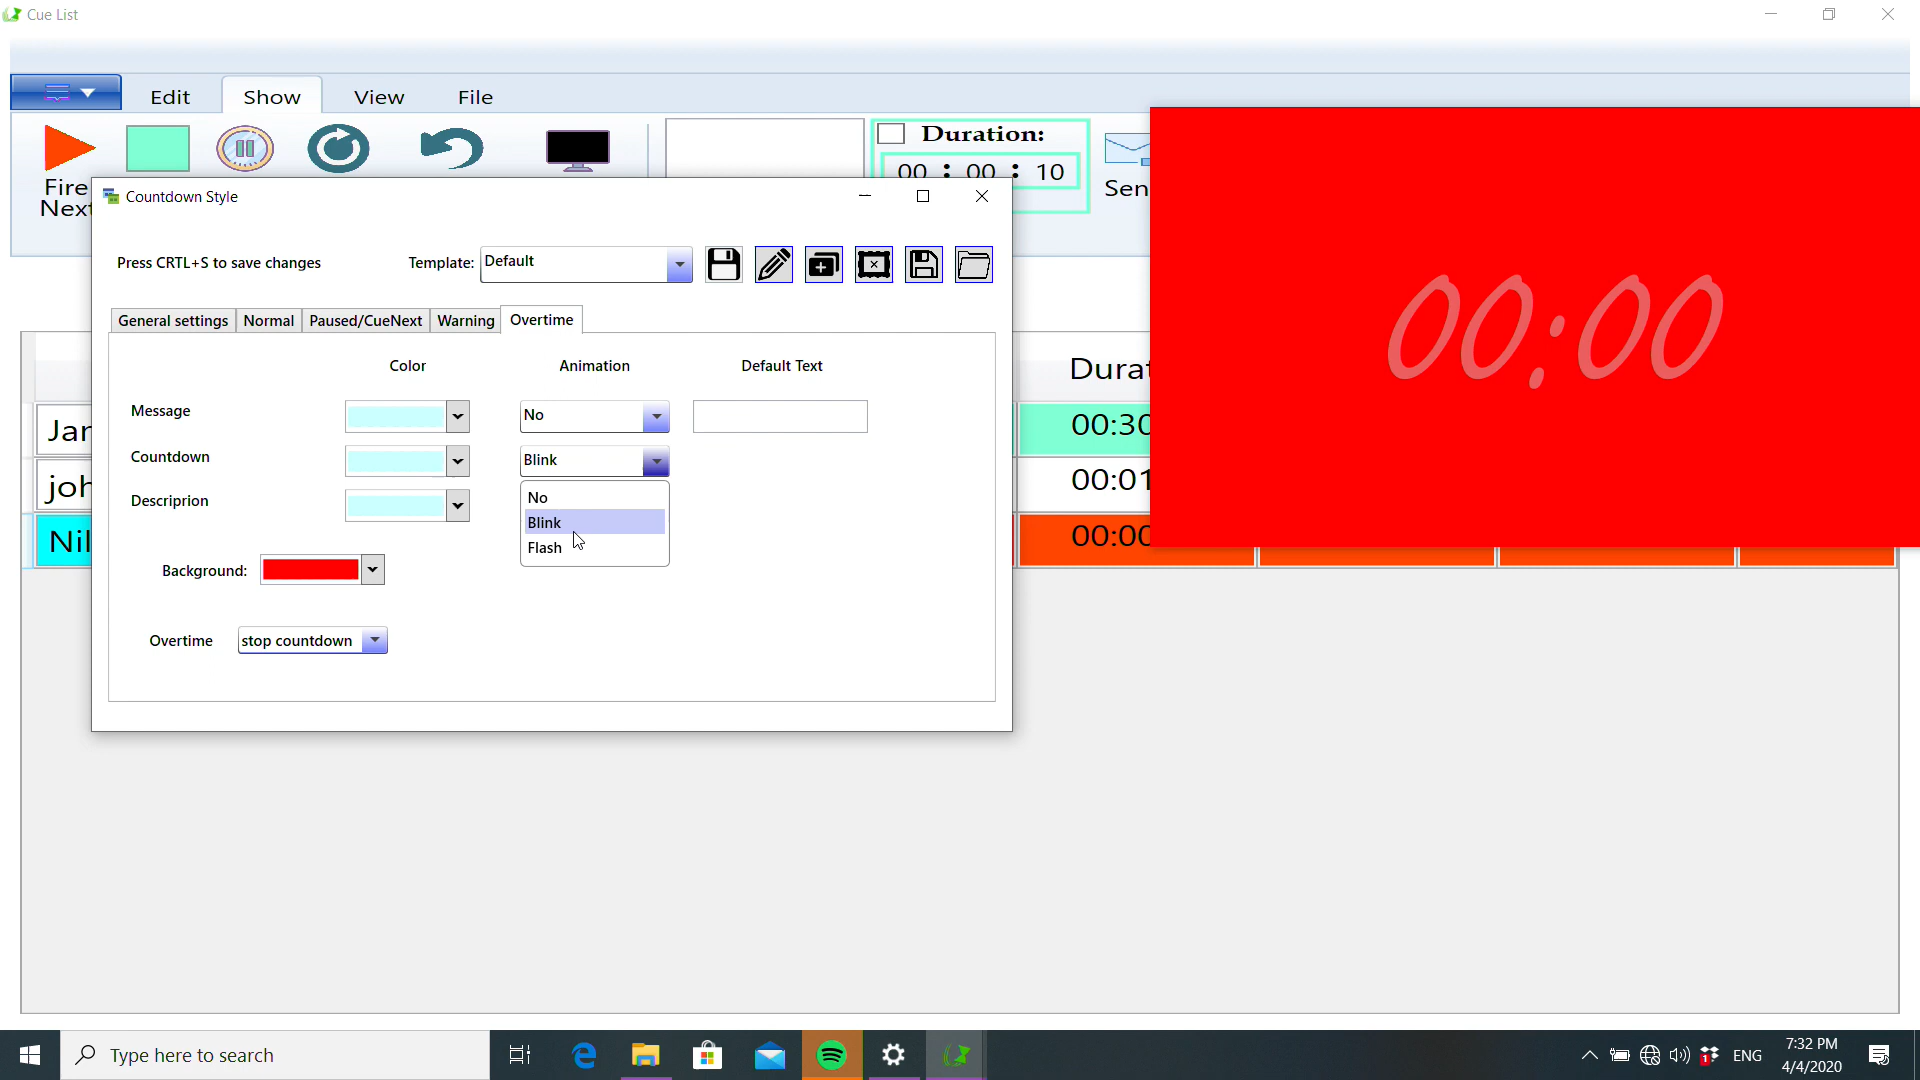 Cue List
Edit
Show
View
File
Fire
Next
Duration:
00 : 00 : 10
Sen
Countdown Style
Press CRTL+S to save changes
Template:
Default
General settings
Normal
Paused/CueNext
Warning
Overtime
Color
Animation
Default Text
Message
No
Countdown
Blink
Descriprion
No
Blink
Flash
Background:
Overtime
stop countdown
00:00
Durat
Jar
00:30
joh
00:01
Nil
00:00
Type here to search
1
ENG
7:32 PM
4/4/2020